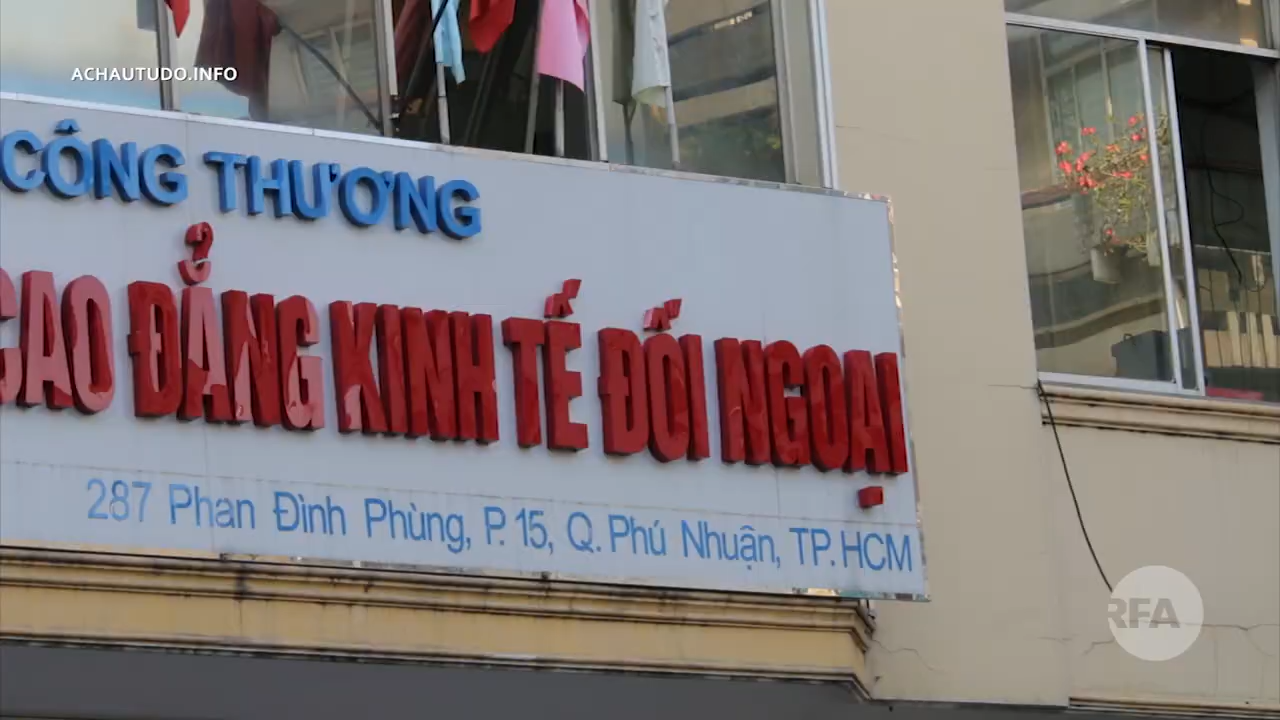 ACHAUTUDO.INFO
CÔNG THƯƠNG
CAO ĐẲNG KINH TẾ ĐỐI NGOẠI
287 Phan Đình Phùng, P. 15, Q. Phú Nhuận, TP. HCM
RFA